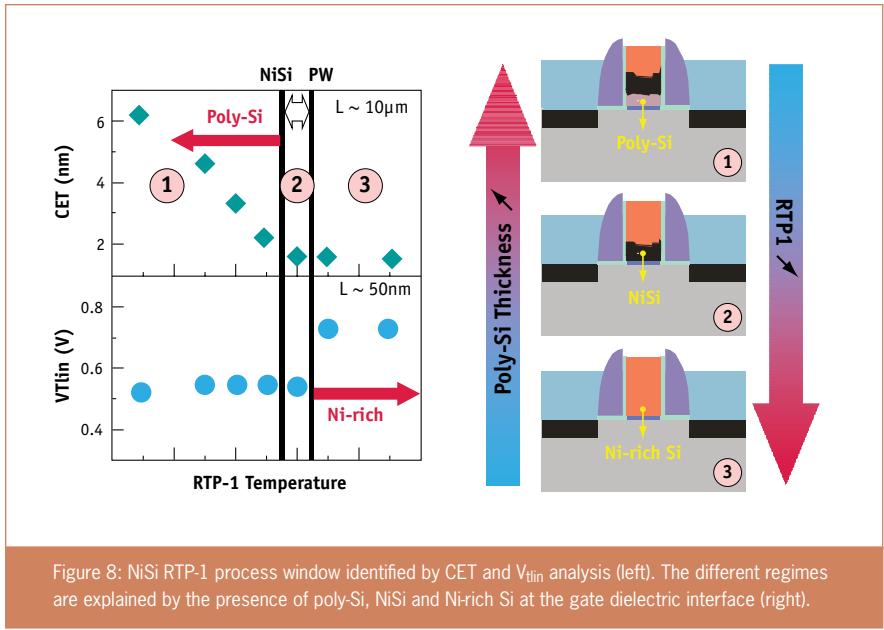 NiSi PW
L ~ 10µm
Poly-Si
6
4
2
CET (nm)
1
2
3
L ~ 50nm
0.8
0.6
0.4
VTlin (V)
Ni-rich
RTP-1 Temperature
Poly-Si Thickness
Poly-Si
1
NiSi
2
Ni-rich Si
3
RTP1
Figure 8: NiSi RTP-1 process window identified by CET and Vtlin analysis (left). The different regimes
are explained by the presence of poly-Si, NiSi and Ni-rich Si at the gate dielectric interface (right).